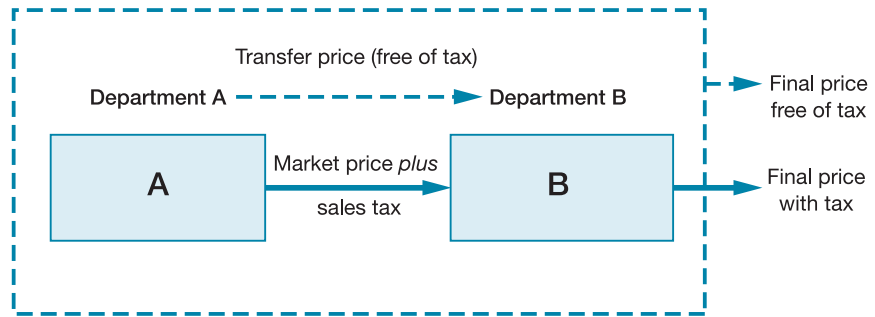 Transfer price (free of tax)
Department A
Department B
Final price
free of tax
A
Market price plus
sales tax
B
Final price
with tax